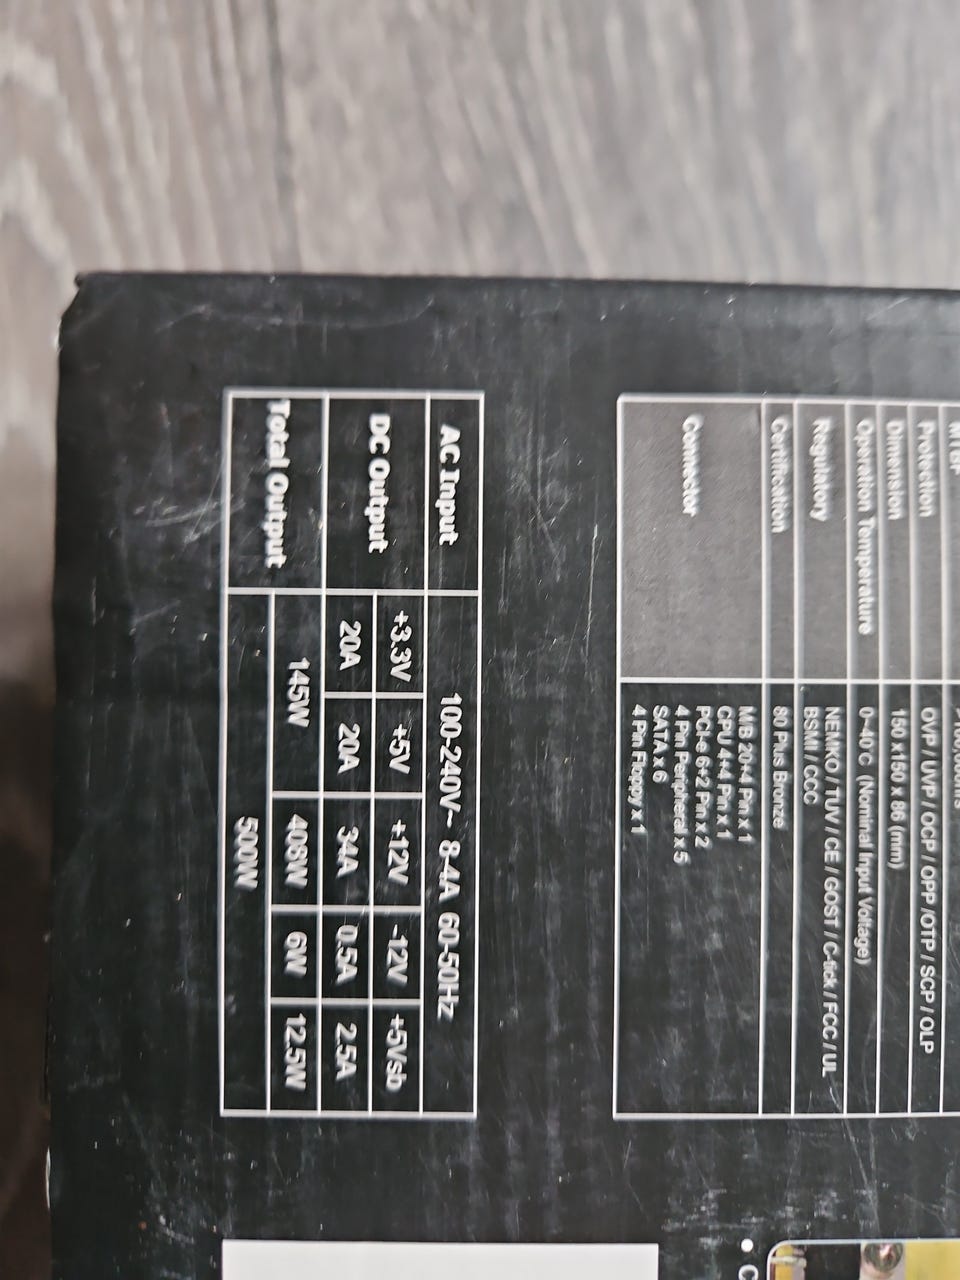 MTBF
Protection OVP / UVP / OCP / OPP /OTP / SCP / OLP
Dimension 150 x150 x 86 (mm)
Operation Temperature 0~40°C (Nominal Input Voltage)
Regulatory NEMKO / TUV / CE / GOST / C-tick / FCC / UL
BSMI / CCC
Certification 80 Plus Bronze
Connector M/B 20+4 Pin x 1
CPU 4+4 Pin x 1
PCI-e 6+2 Pin x 2
4 Pin Peripheral x 5
SATA x 6
4 Pin Floppy x 1
AC Input 100-240V~ 8-4A 60-50Hz
DC Output +3.3V +5V +12V -12V +5Vsb
20A 20A 34A 0.5A 2.5A
Total Output 145W 408W 6W 12.5W
500W